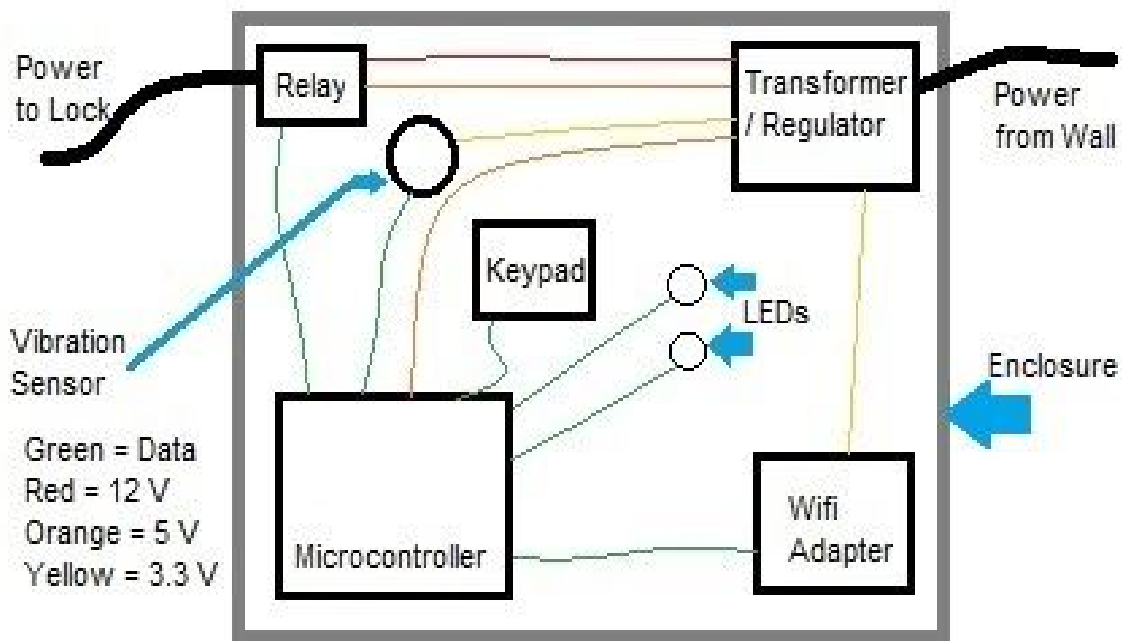 Power
to Lock
Relay
Transformer
/ Regulator
Power
from Wall
Keypad
LEDs
Vibration
Sensor
Enclosure
Green = Data
Red = 12 V
Orange = 5 V
Yellow = 3.3 V
Microcontroller
Wifi
Adapter